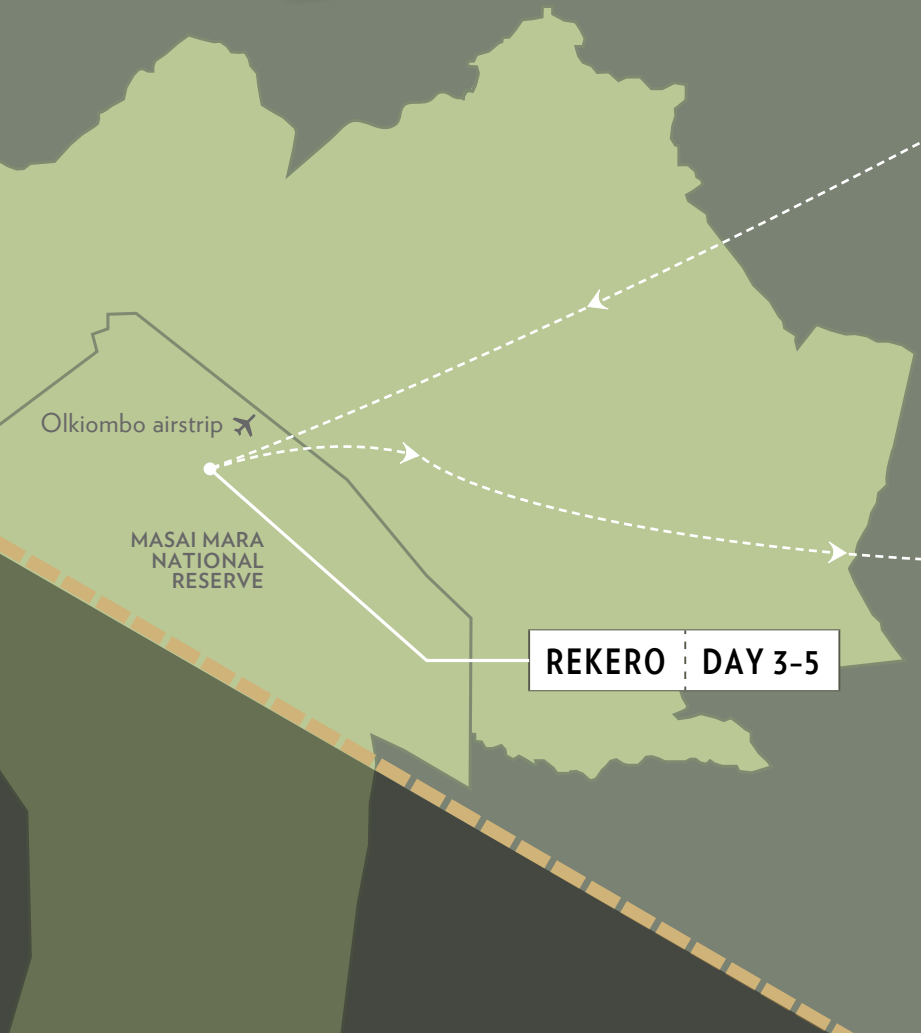 Olkiombo airstrip
MASAI MARA
NATIONAL
RESERVE
REKERO DAY 3-5